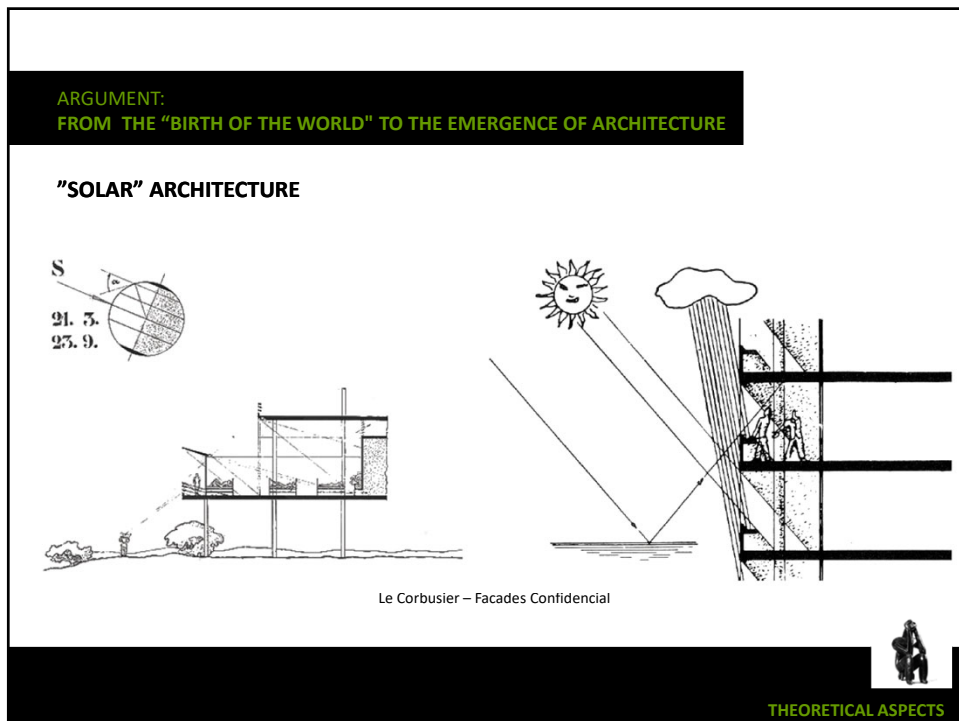 ARGUMENT:
FROM THE “BIRTH OF THE WORLD" TO THE EMERGENCE OF ARCHITECTURE
”SOLAR” ARCHITECTURE
S
21. 3.
23. 9.
Le Corbusier – Facades Confidencial
THEORETICAL ASPECTS